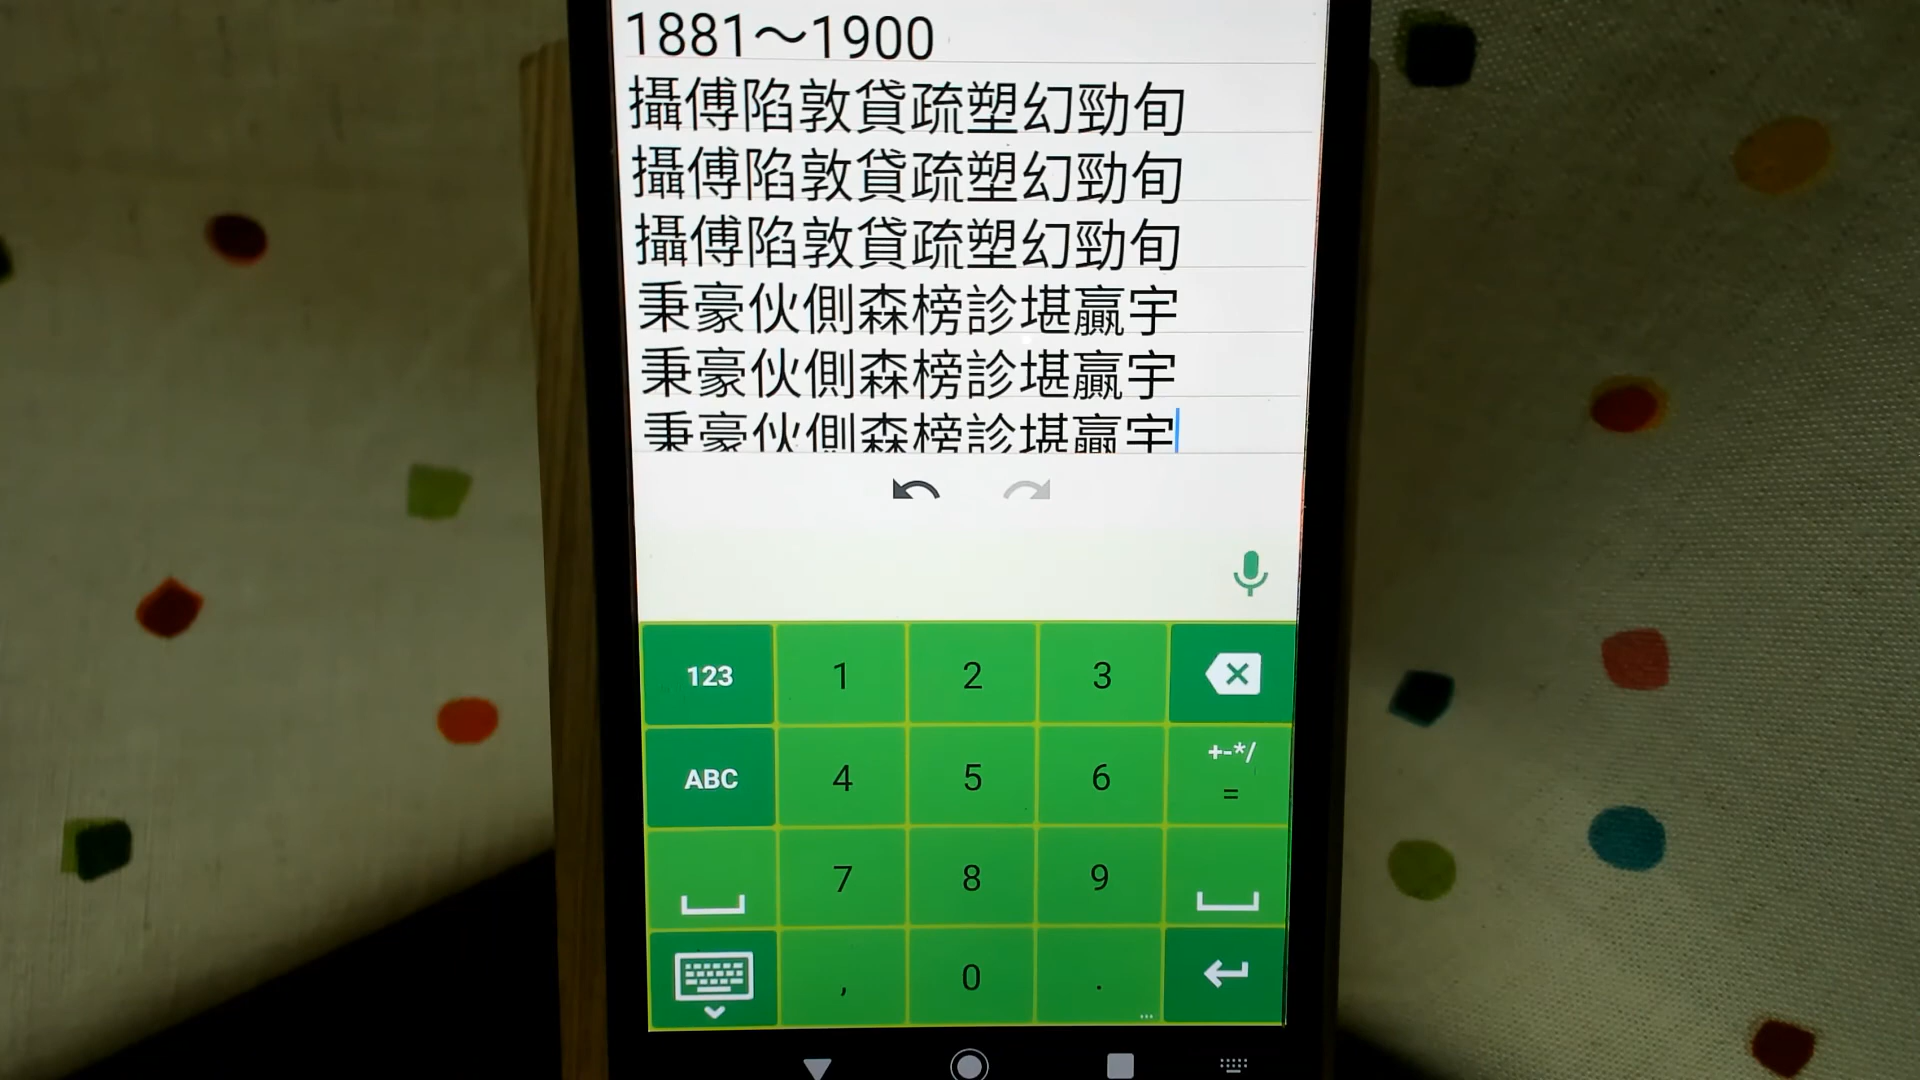 1881～1900
攝傅陷敦貸疏塑幻勁旬
攝傅陷敦貸疏塑幻勁旬
攝傅陷敦貸疏塑幻勁旬
秉豪伙側森榜診堪贏宇
秉豪伙側森榜診堪贏宇
秉豪伙側森榜診堪贏宇
123 1 2 3
ABC 4 5 6 +-*/ =
7 8 9
, 0 . ...